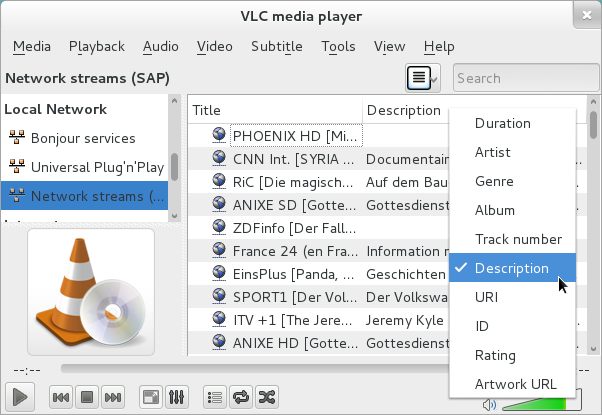 VLC media player
Media Playback Audio Video Subtitle Tools View Help
Network streams (SAP)
Search
Local Network
Bonjour services
Universal Plug'n'Play
Network streams (...
Title Description
PHOENIX HD [Mi...
CNN Int. [SYRIA ... Documentain
RiC [Die magisch... Auf dem Bau
ANIXE SD [Gotte... Gottesdienst
ZDFinfo [Der Fall...
France 24 (en Fran... Information
EinsPlus [Panda, ... Geschichten
SPORT1 [Der Vol... Der Volkswa
ITV +1 [The Jere... Jeremy Kyle
ANIXE HD [Gotte... Gottesdienst
Duration
Artist
Genre
Album
Track number
Description
URI
ID
Rating
Artwork URL
--:--